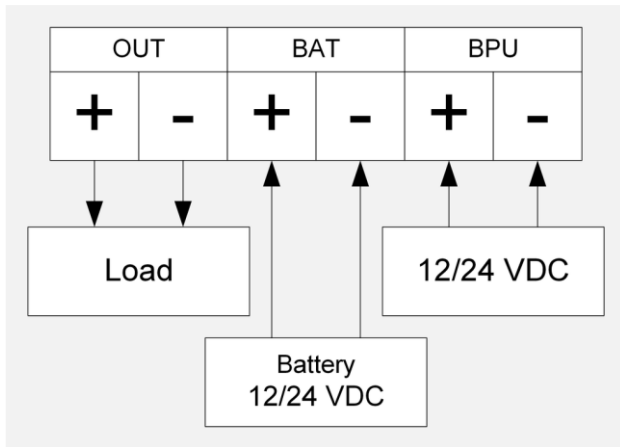 OUT BAT BPU
+ - + - + -
Load
12/24 VDC
Battery
12/24 VDC